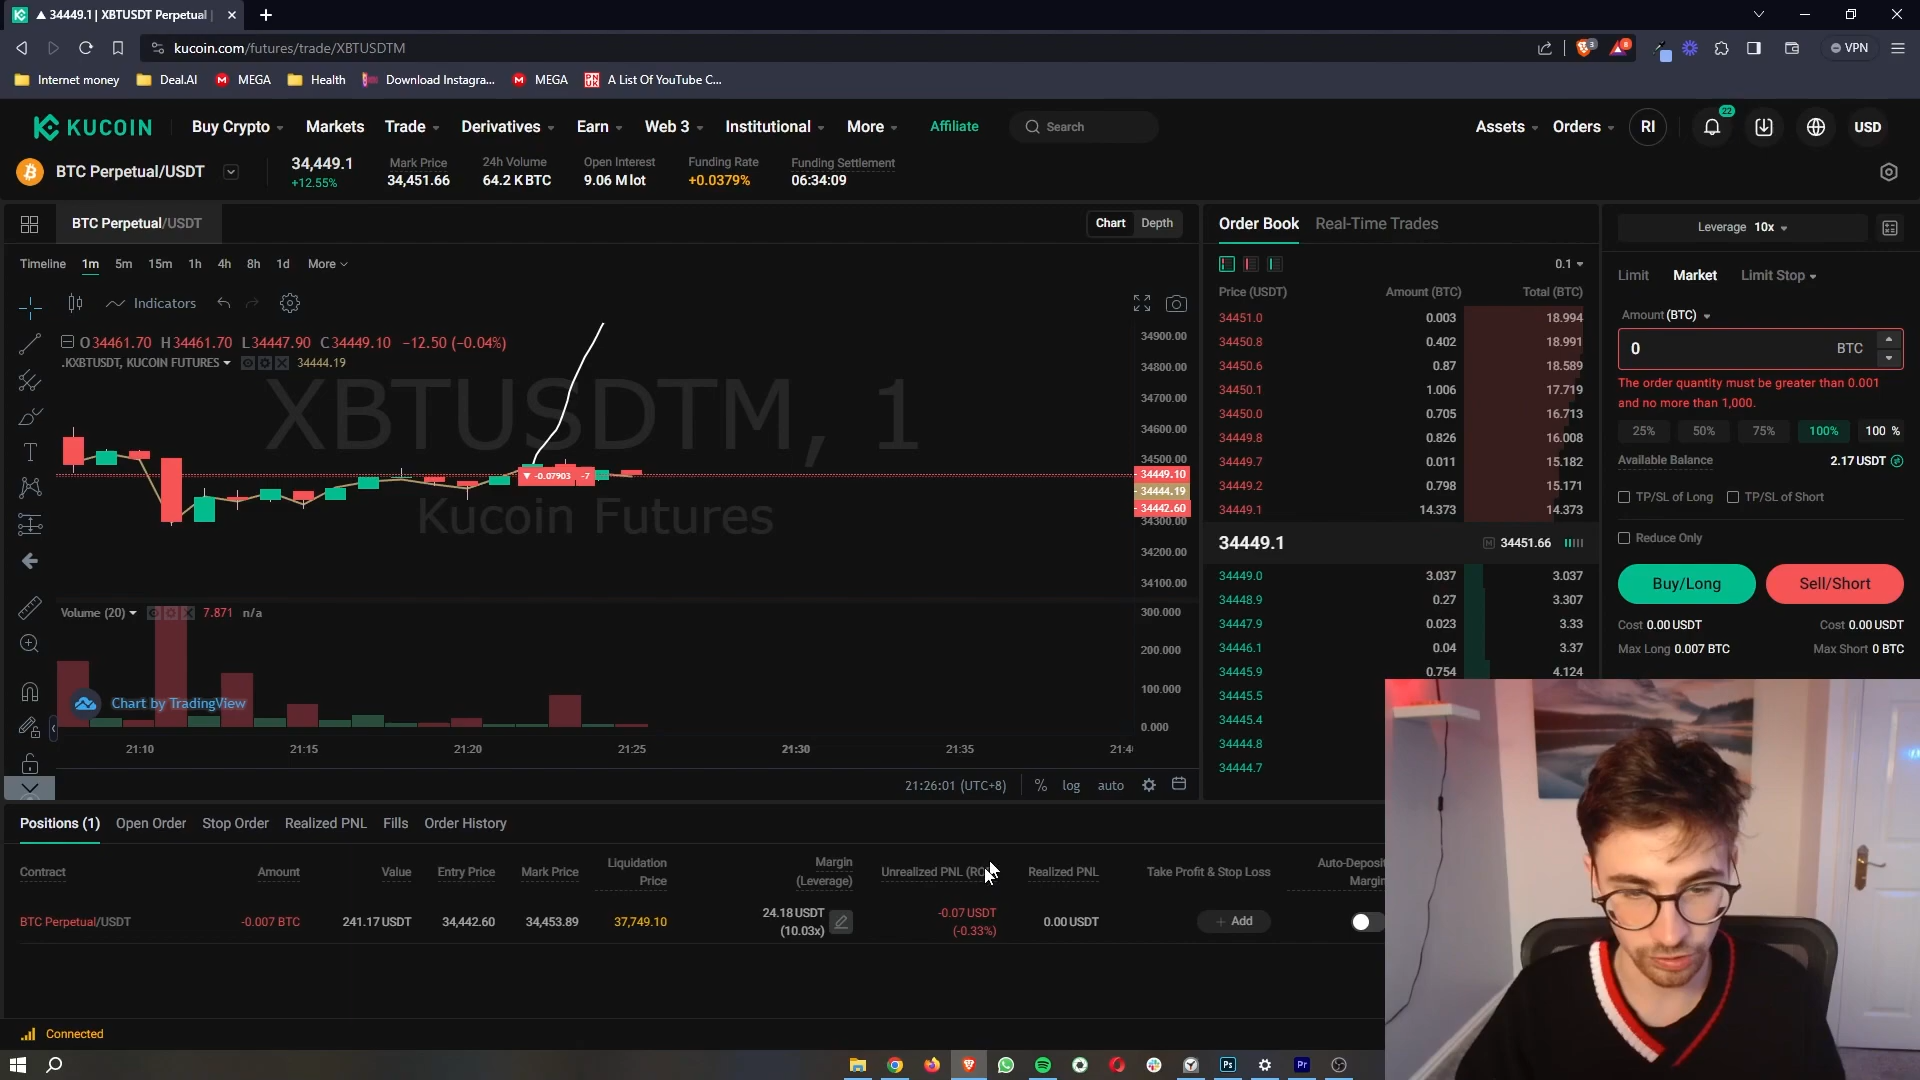 ▲ 34449.1 | XBTUSDT Perpetual |
kucoin.com/futures/trade/XBTUSDTM
VPN
Internet money
Deal.AI
MEGA
Health
Download Instagra...
MEGA
A List Of YouTube C...
KUCOIN
Buy Crypto
Markets
Trade
Derivatives
Earn
Web 3
Institutional
More
Affiliate
Search
Assets
Orders
RI
22
USD
BTC Perpetual/USDT
34,449.1
+12.55%
Mark Price
34,451.66
24h Volume
64.2 K BTC
Open Interest
9.06 M lot
Funding Rate
+0.0379%
Funding Settlement
06:34:09
BTC Perpetual/USDT
Chart
Depth
Timeline
1m
5m
15m
1h
4h
8h
1d
More
Indicators
O34461.70 H34461.70 L34447.90 C34449.10 −12.50 (−0.04%)
.KXBTUSDT, KUCOIN FUTURES
34444.19
XBTUSDTM, 1
Kucoin Futures
-0.07903
-7
34900.00
34800.00
34700.00
34600.00
34500.00
34449.10
34444.19
34442.60
34300.00
34200.00
34100.00
Volume (20)
7.871 n/a
300.000
200.000
100.000
0.000
Chart by TradingView
21:10
21:15
21:20
21:25
21:30
21:35
21:4
21:26:01 (UTC+8)
%
log
auto
Order Book
Real-Time Trades
0.1
Price (USDT) Amount (BTC) Total (BTC)
34451.0 0.003 18.994
34450.8 0.402 18.991
34450.6 0.87 18.589
34450.1 1.006 17.719
34450.0 0.705 16.713
34449.8 0.826 16.008
34449.7 0.011 15.182
34449.2 0.798 15.171
34449.1 14.373 14.373
34449.1
M 34451.66
34449.0 3.037 3.037
34448.9 0.27 3.307
34447.9 0.023 3.33
34446.1 0.04 3.37
34445.9 0.754 4.124
34445.5
34445.4
34444.8
34444.7
Leverage 10x
Limit
Market
Limit Stop
Amount (BTC)
0
BTC
The order quantity must be greater than 0.001
and no more than 1,000.
25%
50%
75%
100%
100 %
Available Balance
2.17 USDT
TP/SL of Long
TP/SL of Short
Reduce Only
Buy/Long
Sell/Short
Cost 0.00 USDT
Cost 0.00 USDT
Max Long 0.007 BTC
Max Short 0 BTC
Positions (1)
Open Order
Stop Order
Realized PNL
Fills
Order History
Contract
Amount
Value
Entry Price
Mark Price
Liquidation
Price
Margin
(Leverage)
Unrealized PNL (RO
Realized PNL
Take Profit & Stop Loss
Auto-Deposit
Margin
BTC Perpetual/USDT
-0.007 BTC
241.17 USDT
34,442.60
34,453.89
37,749.10
24.18 USDT
(10.03x)
-0.07 USDT
(-0.33%)
0.00 USDT
+ Add
Connected
Ps
Pr